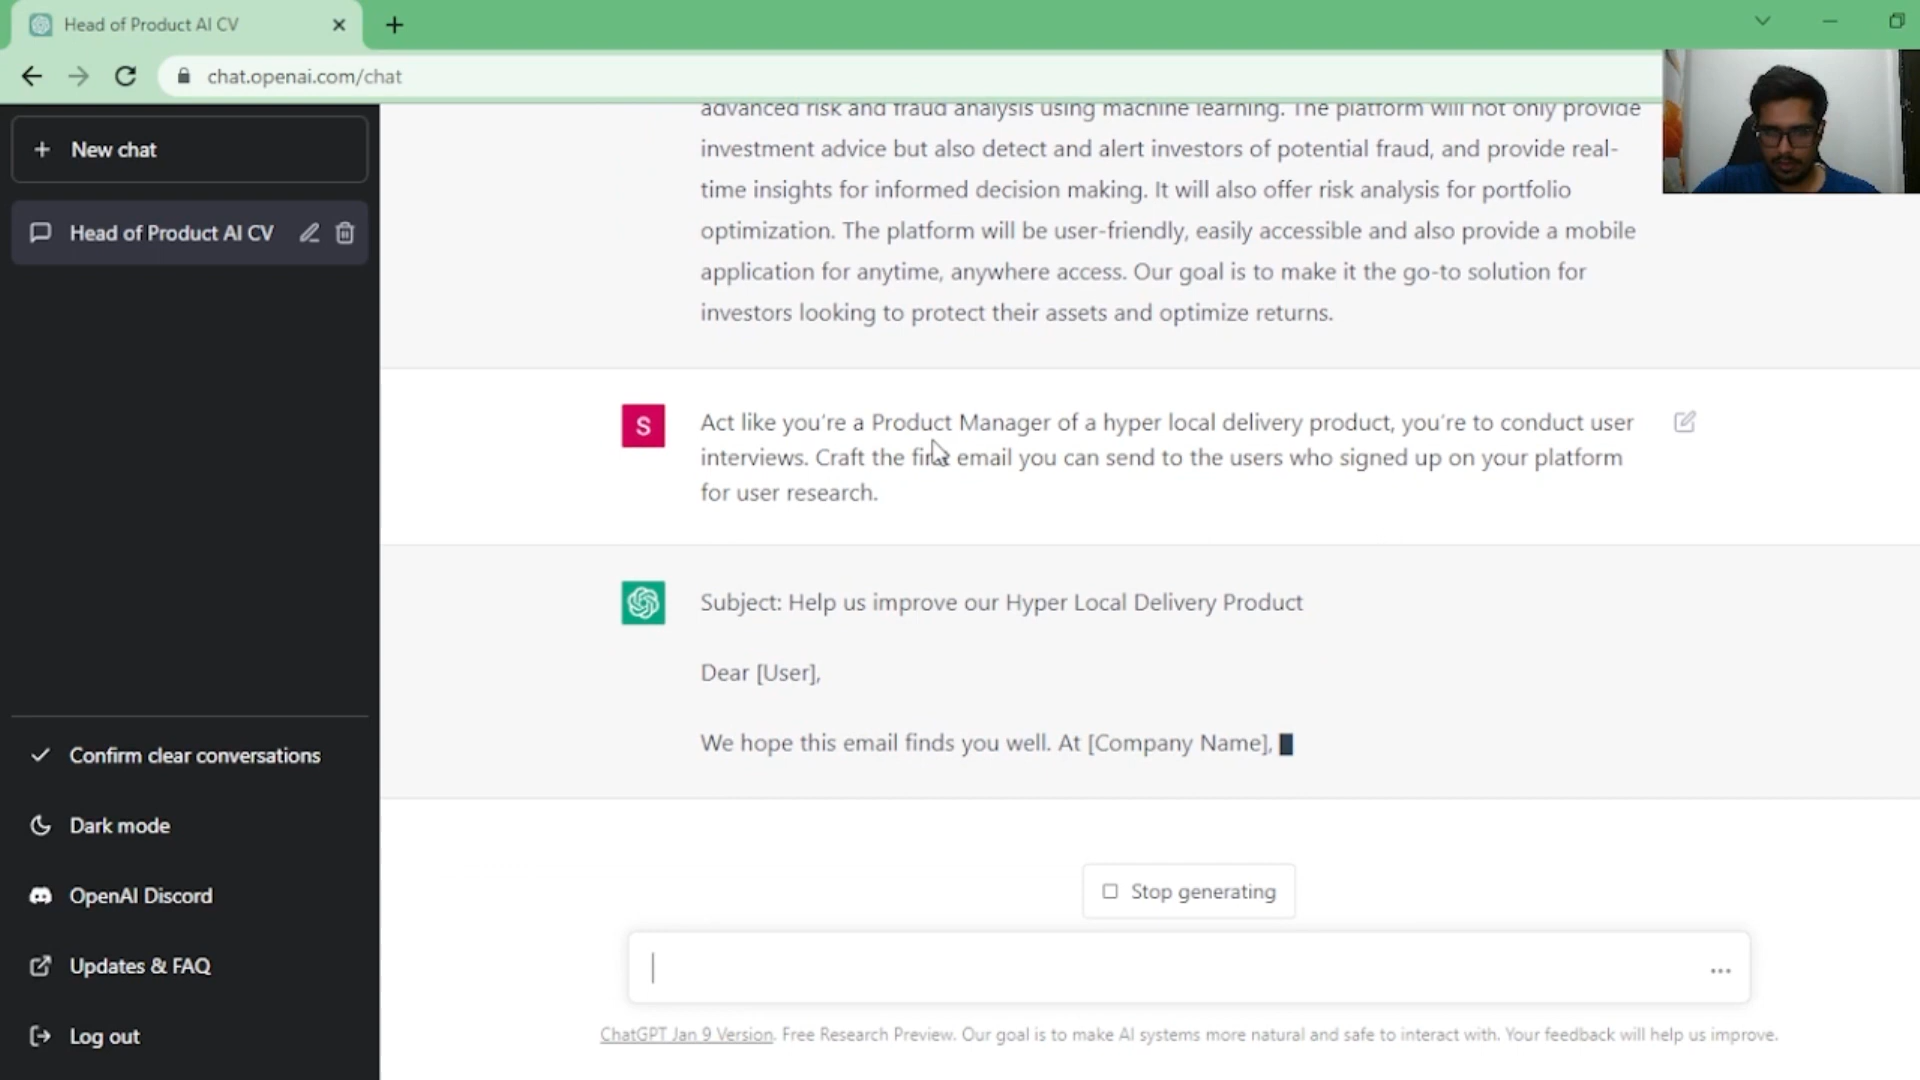 Head of Product AI CV
chat.openai.com/chat
New chat
Head of Product AI CV
Confirm clear conversations
Dark mode
OpenAI Discord
Updates & FAQ
Log out
advanced risk and fraud analysis using machine learning. The platform will not only provide
investment advice but also detect and alert investors of potential fraud, and provide real-
time insights for informed decision making. It will also offer risk analysis for portfolio
optimization. The platform will be user-friendly, easily accessible and also provide a mobile
application for anytime, anywhere access. Our goal is to make it the go-to solution for
investors looking to protect their assets and optimize returns.
S
Act like you're a Product Manager of a hyper local delivery product, you're to conduct user
interviews. Craft the first email you can send to the users who signed up on your platform
for user research.
Subject: Help us improve our Hyper Local Delivery Product
Dear [User],
We hope this email finds you well. At [Company Name],
Stop generating
ChatGPT Jan 9 Version. Free Research Preview. Our goal is to make AI systems more natural and safe to interact with. Your feedback will help us improve.